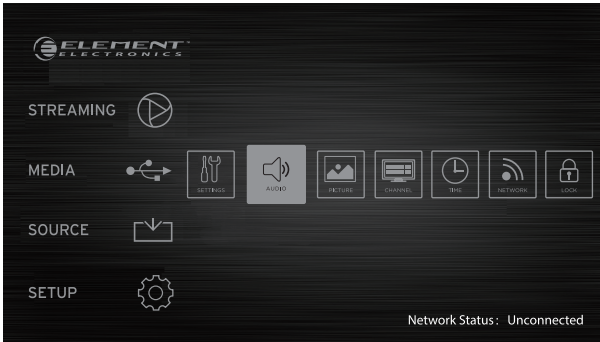 ELEMENT
ELECTRONICS
STREAMING
MEDIA
SETTINGS AUDIO PICTURE CHANNEL TIME NETWORK LOCK
SOURCE
SETUP
Network Status: Unconnected